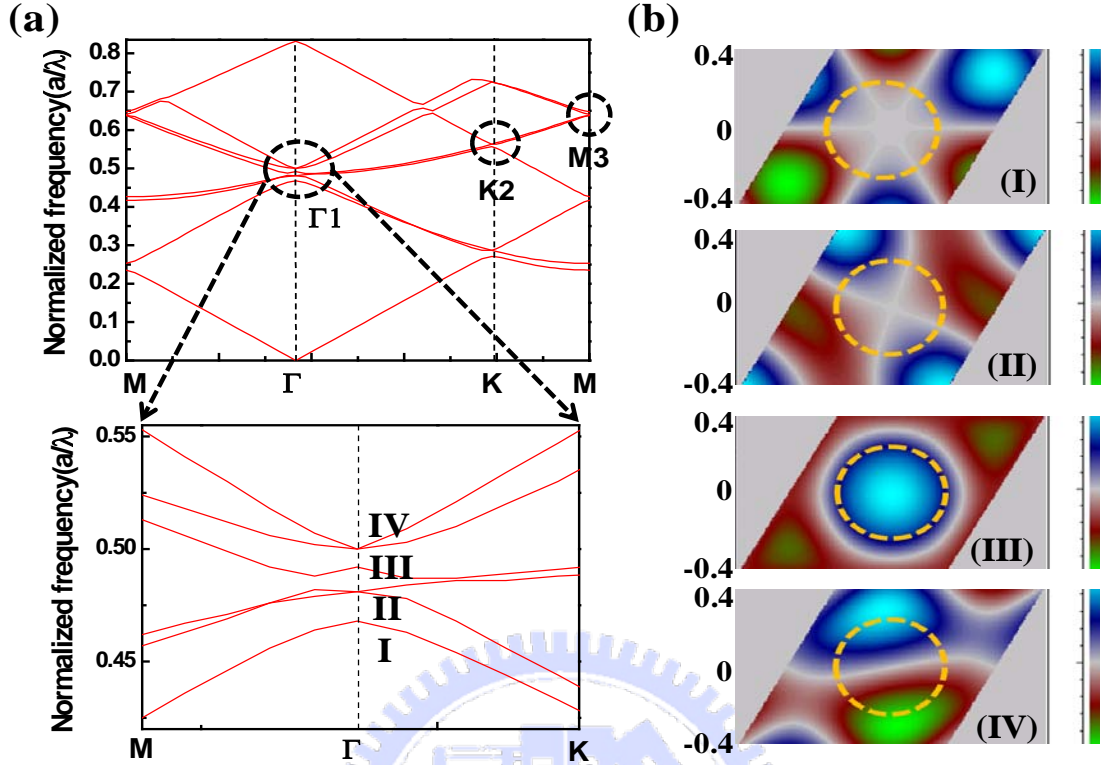 (a)
Normalized frequency(a/λ)
0.8
0.7
0.6
0.5
0.4
0.3
0.2
0.1
0.0
M
Γ
K
M
Γ1
K2
M3
Normalized frequency(a/λ)
0.55
0.50
0.45
IV
III
II
I
M
Γ
K
(b)
0.4
0
-0.4
(I)
0.4
0
-0.4
(II)
0.4
0
-0.4
(III)
0.4
0
-0.4
(IV)